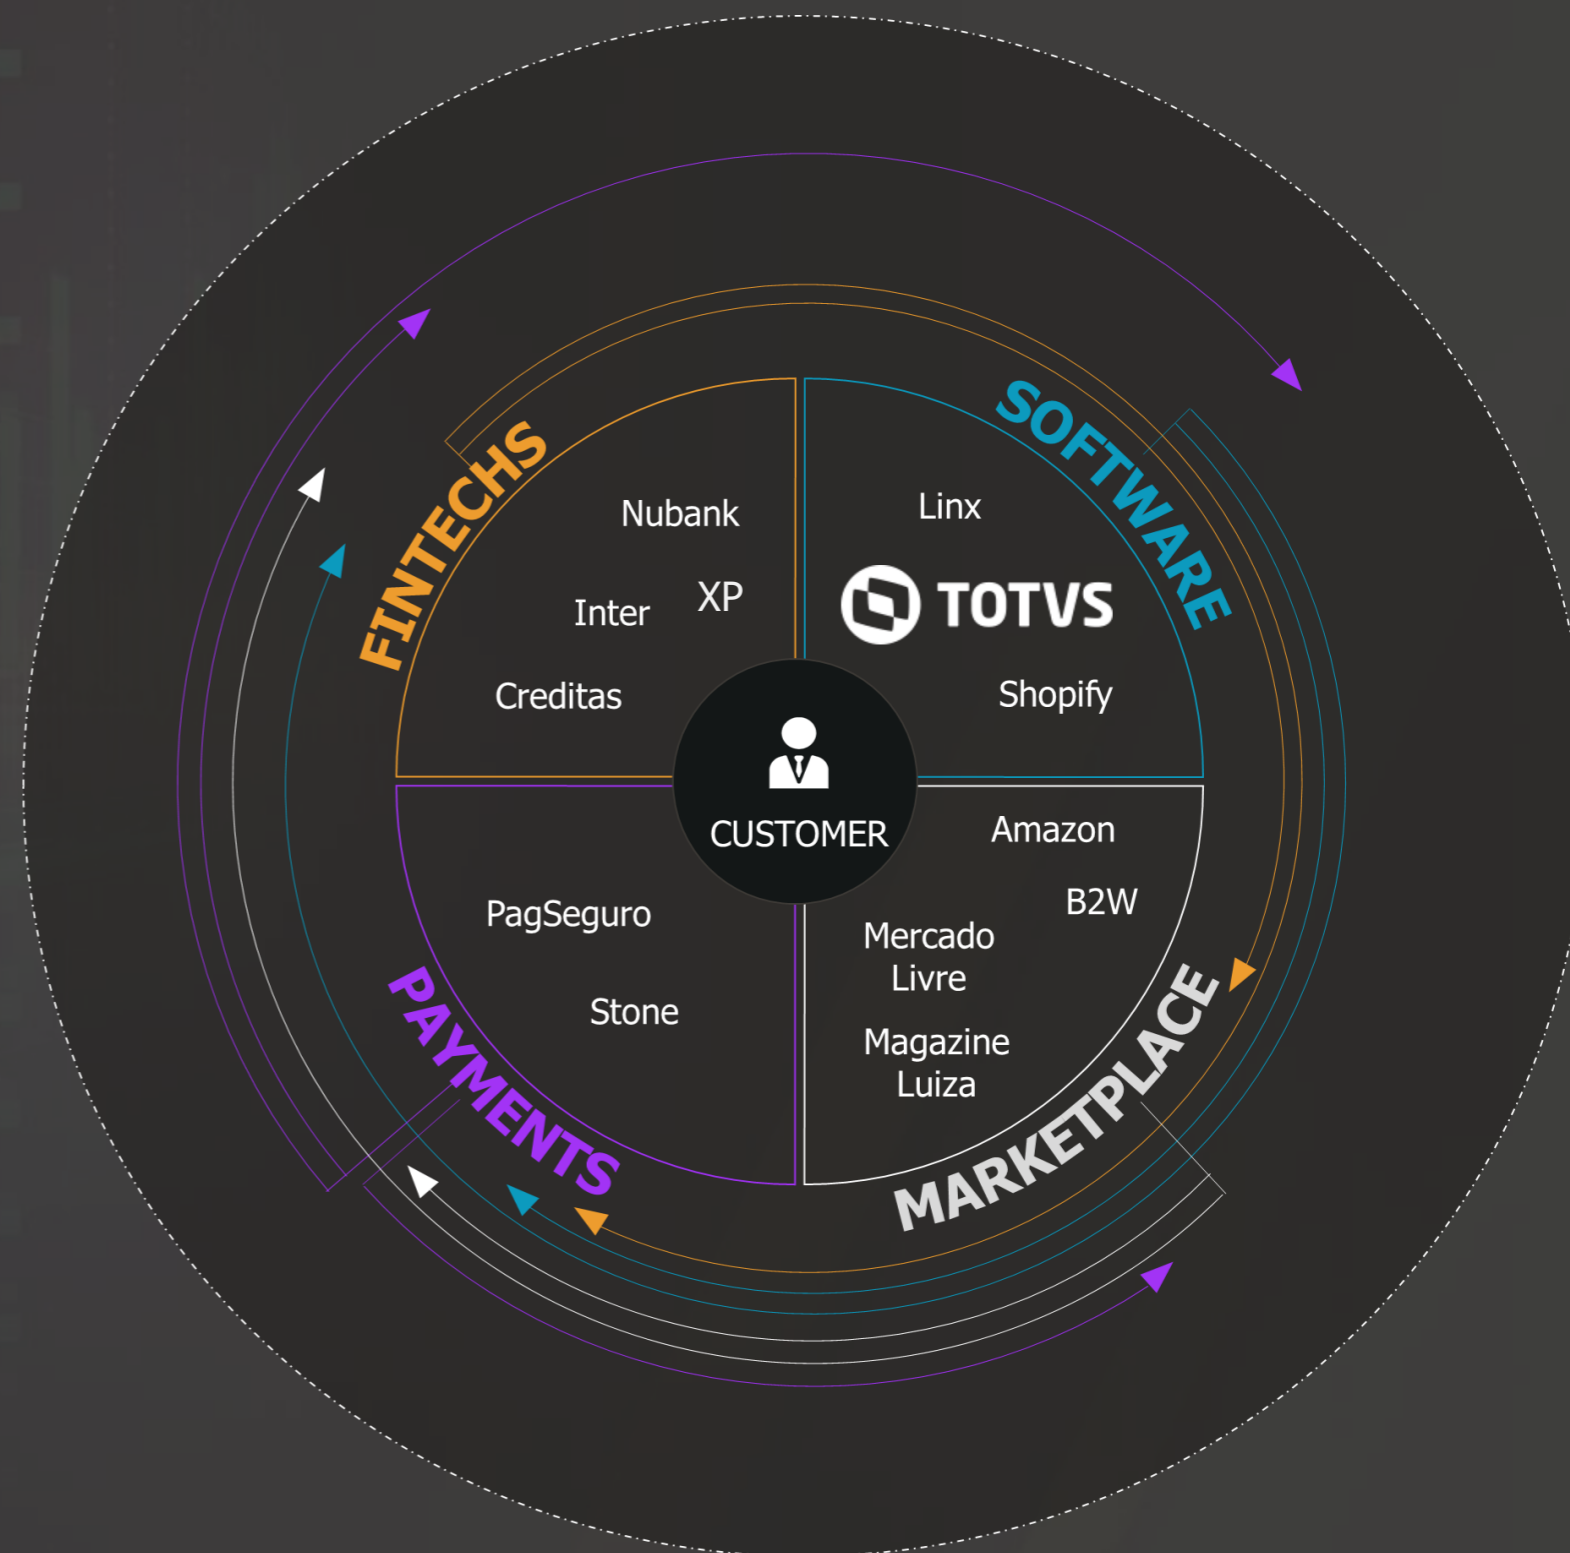 FINTECHS
Nubank
XP
Inter
Creditas
SOFTWARE
Linx
TOTVS
Shopify
CUSTOMER
PAYMENTS
PagSeguro
Stone
MARKETPLACE
Amazon
B2W
Mercado
Livre
Magazine
Luiza